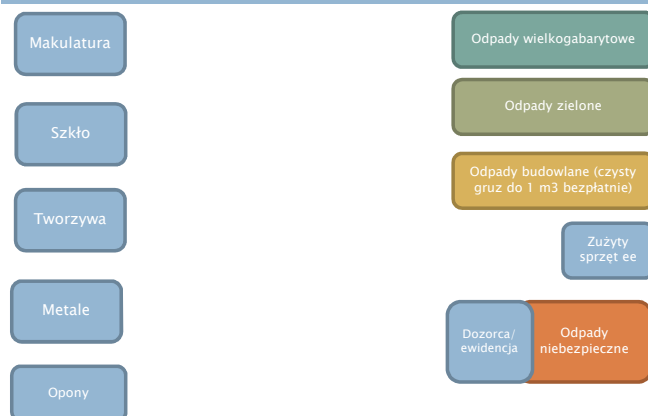 Makulatura
Szkło
Tworzywa
Metale
Opony
Odpady wielkogabarytowe
Odpady zielone
Odpady budowlane (czysty
gruz do 1 m3 bezpłatnie)
Zużyty
sprzęt ee
Dozorca/
ewidencja
Odpady
niebezpieczne